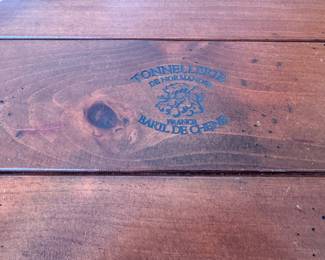 TONNELLERIE
DE NORMANDIE
FRANCE
BARIL DE CHENE